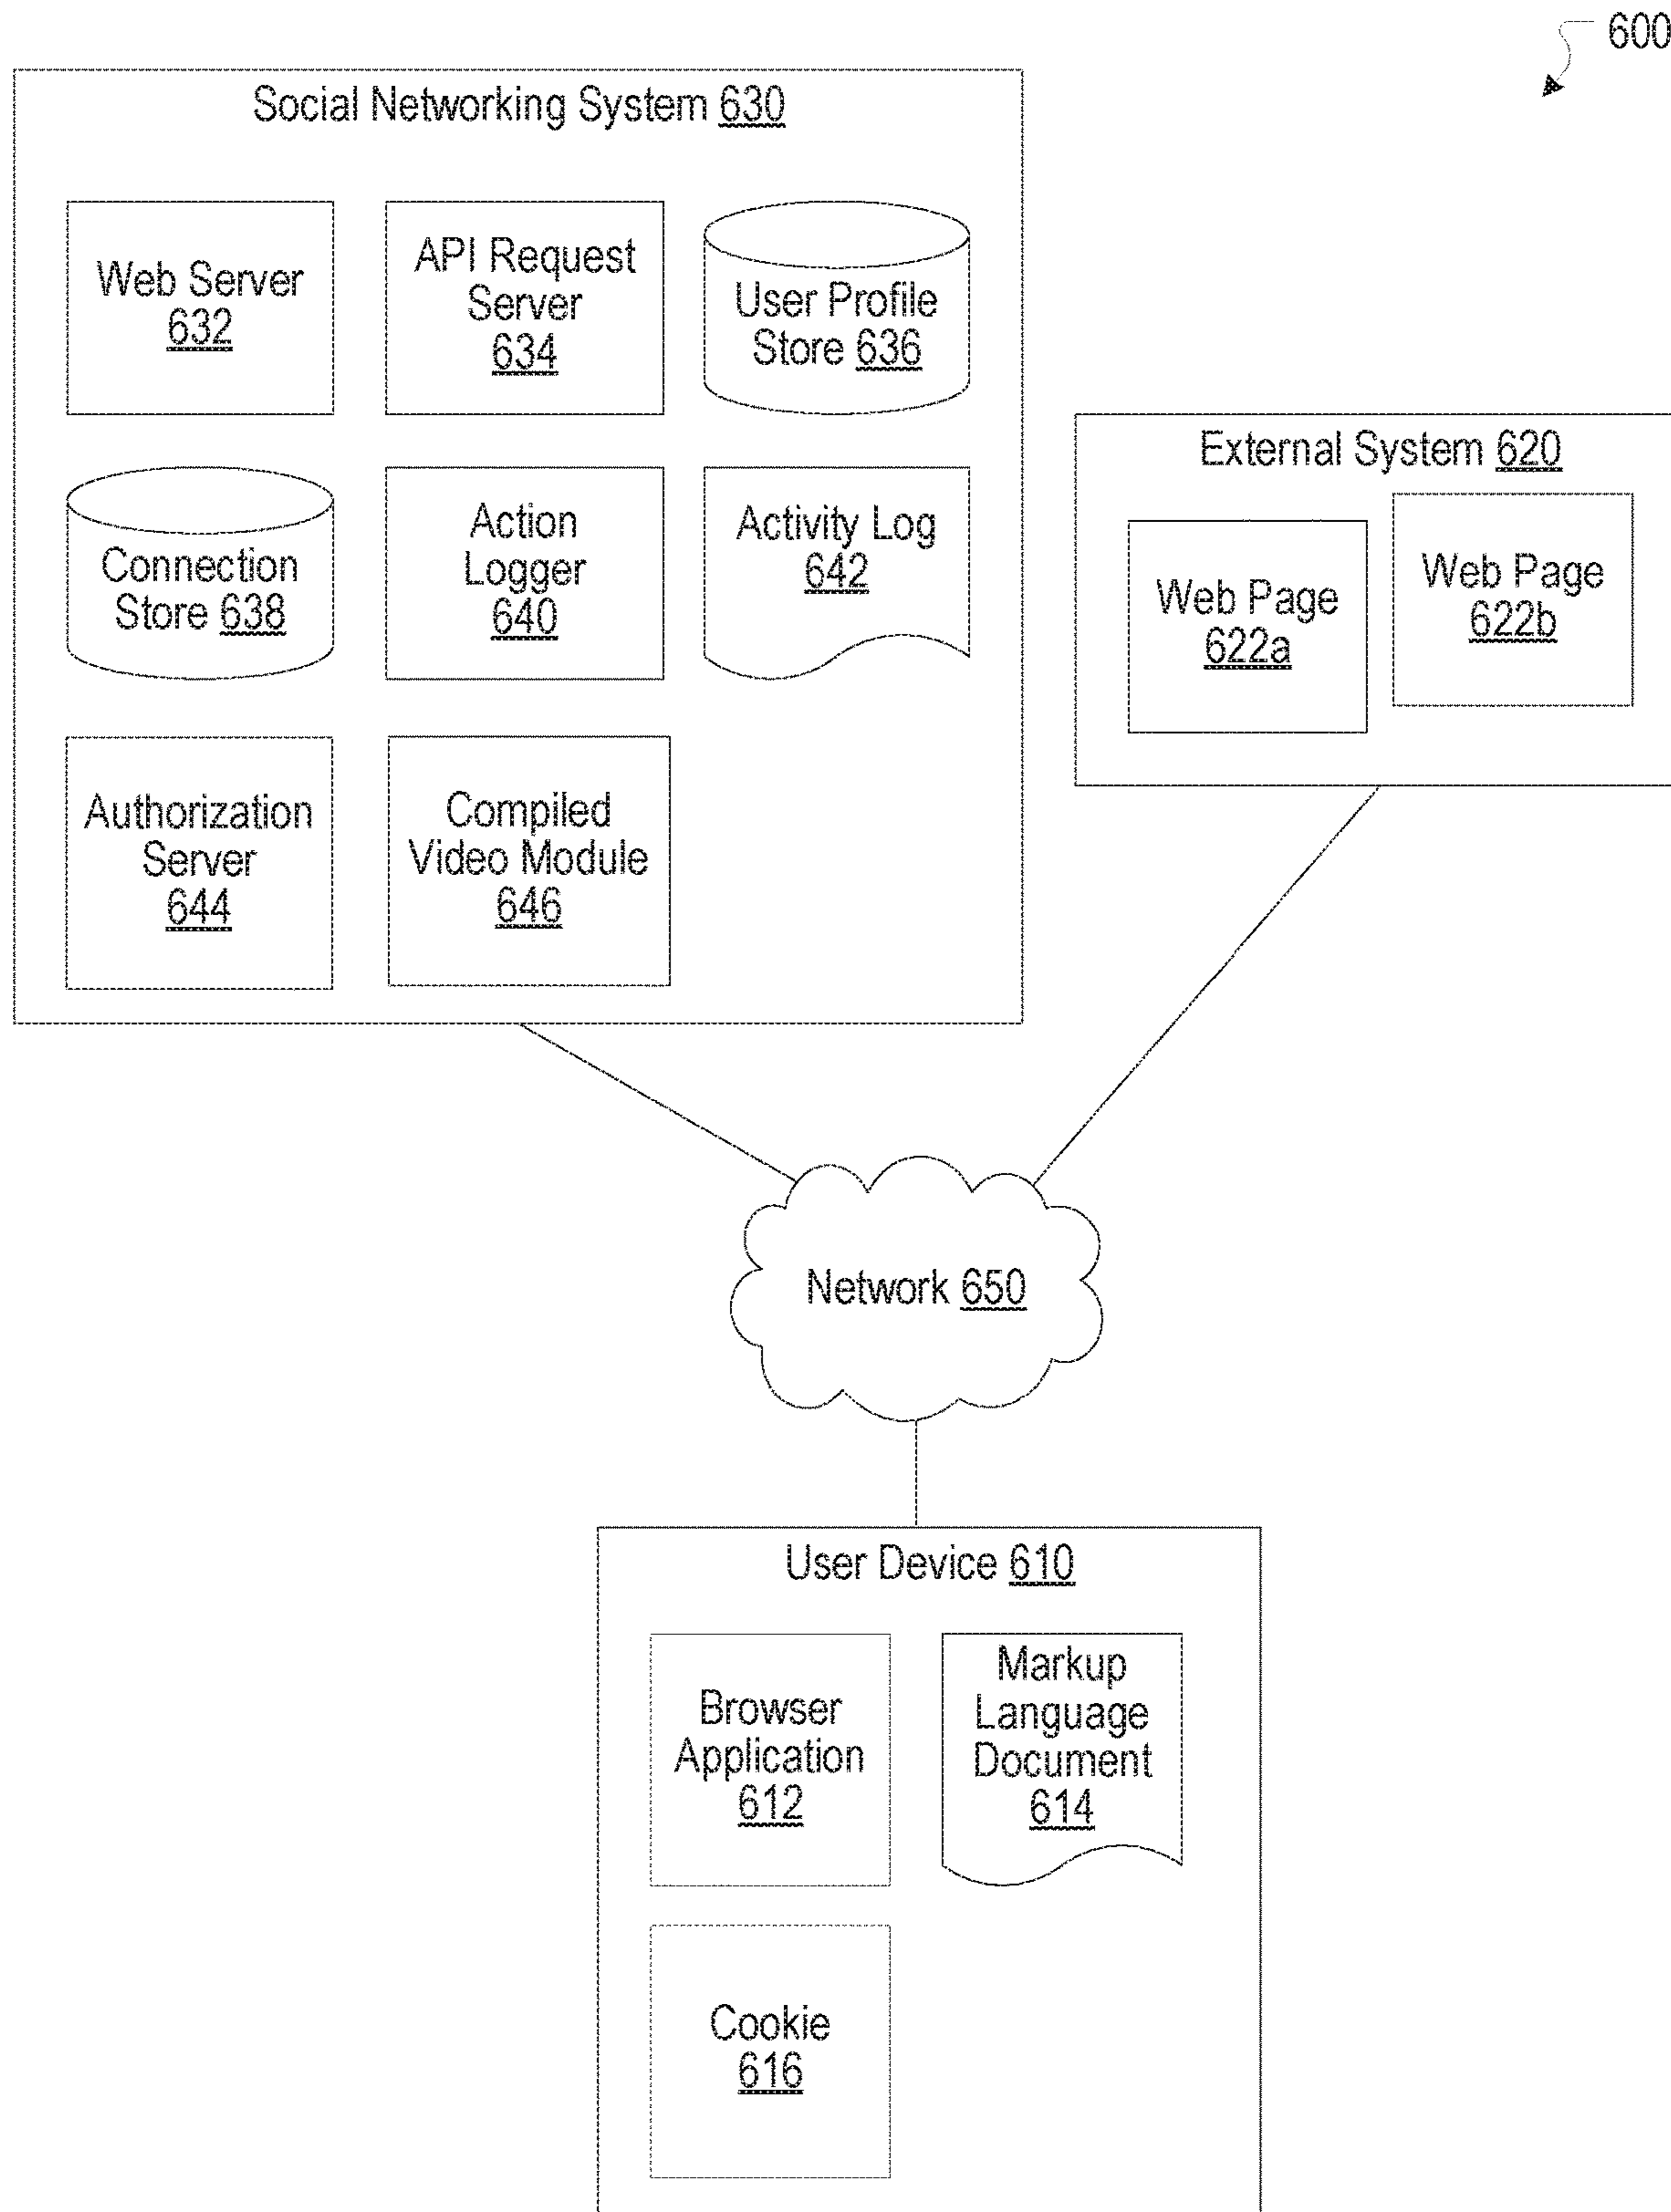 600
Social Networking System 630
Web Server
632
API Request
Server
634
User Profile
Store 636
Connection
Store 638
Action
Logger
640
Activity Log
642
Authorization
Server
644
Compiled
Video Module
646
External System 620
Web Page
622a
Web Page
622b
Network 650
User Device 610
Browser
Application
612
Markup
Language
Document
614
Cookie
616